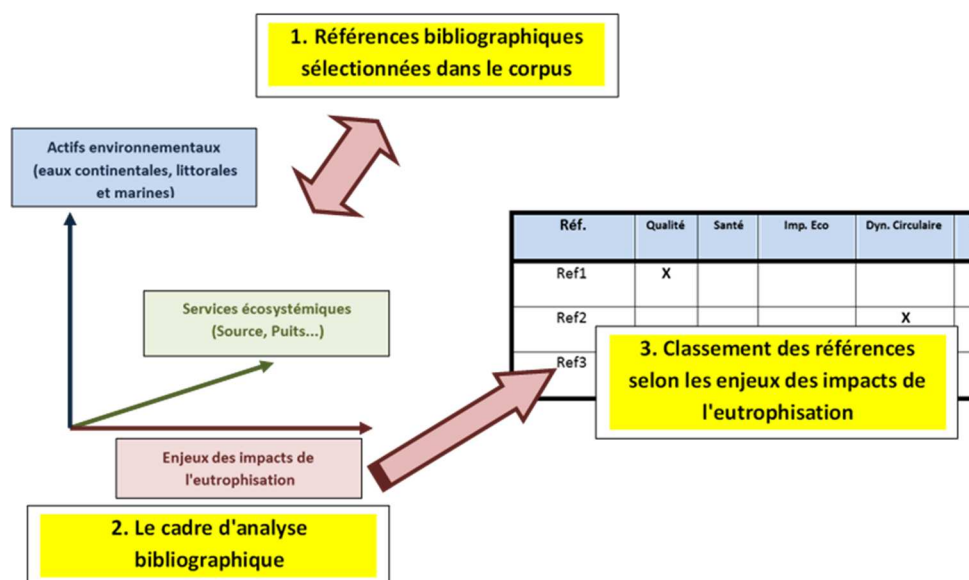 1. Références bibliographiques
sélectionnées dans le corpus
Actifs environnementaux
(eaux continentales, littorales
et marines)
Services écosystémiques
(Source, Puits...)
Enjeux des impacts de
l'eutrophisation
2. Le cadre d'analyse
bibliographique
Réf. Qualité Santé Imp. Eco Dyn. Circulaire
Ref1 X
Ref2 X
Ref3
3. Classement des références
selon les enjeux des impacts de
l'eutrophisation